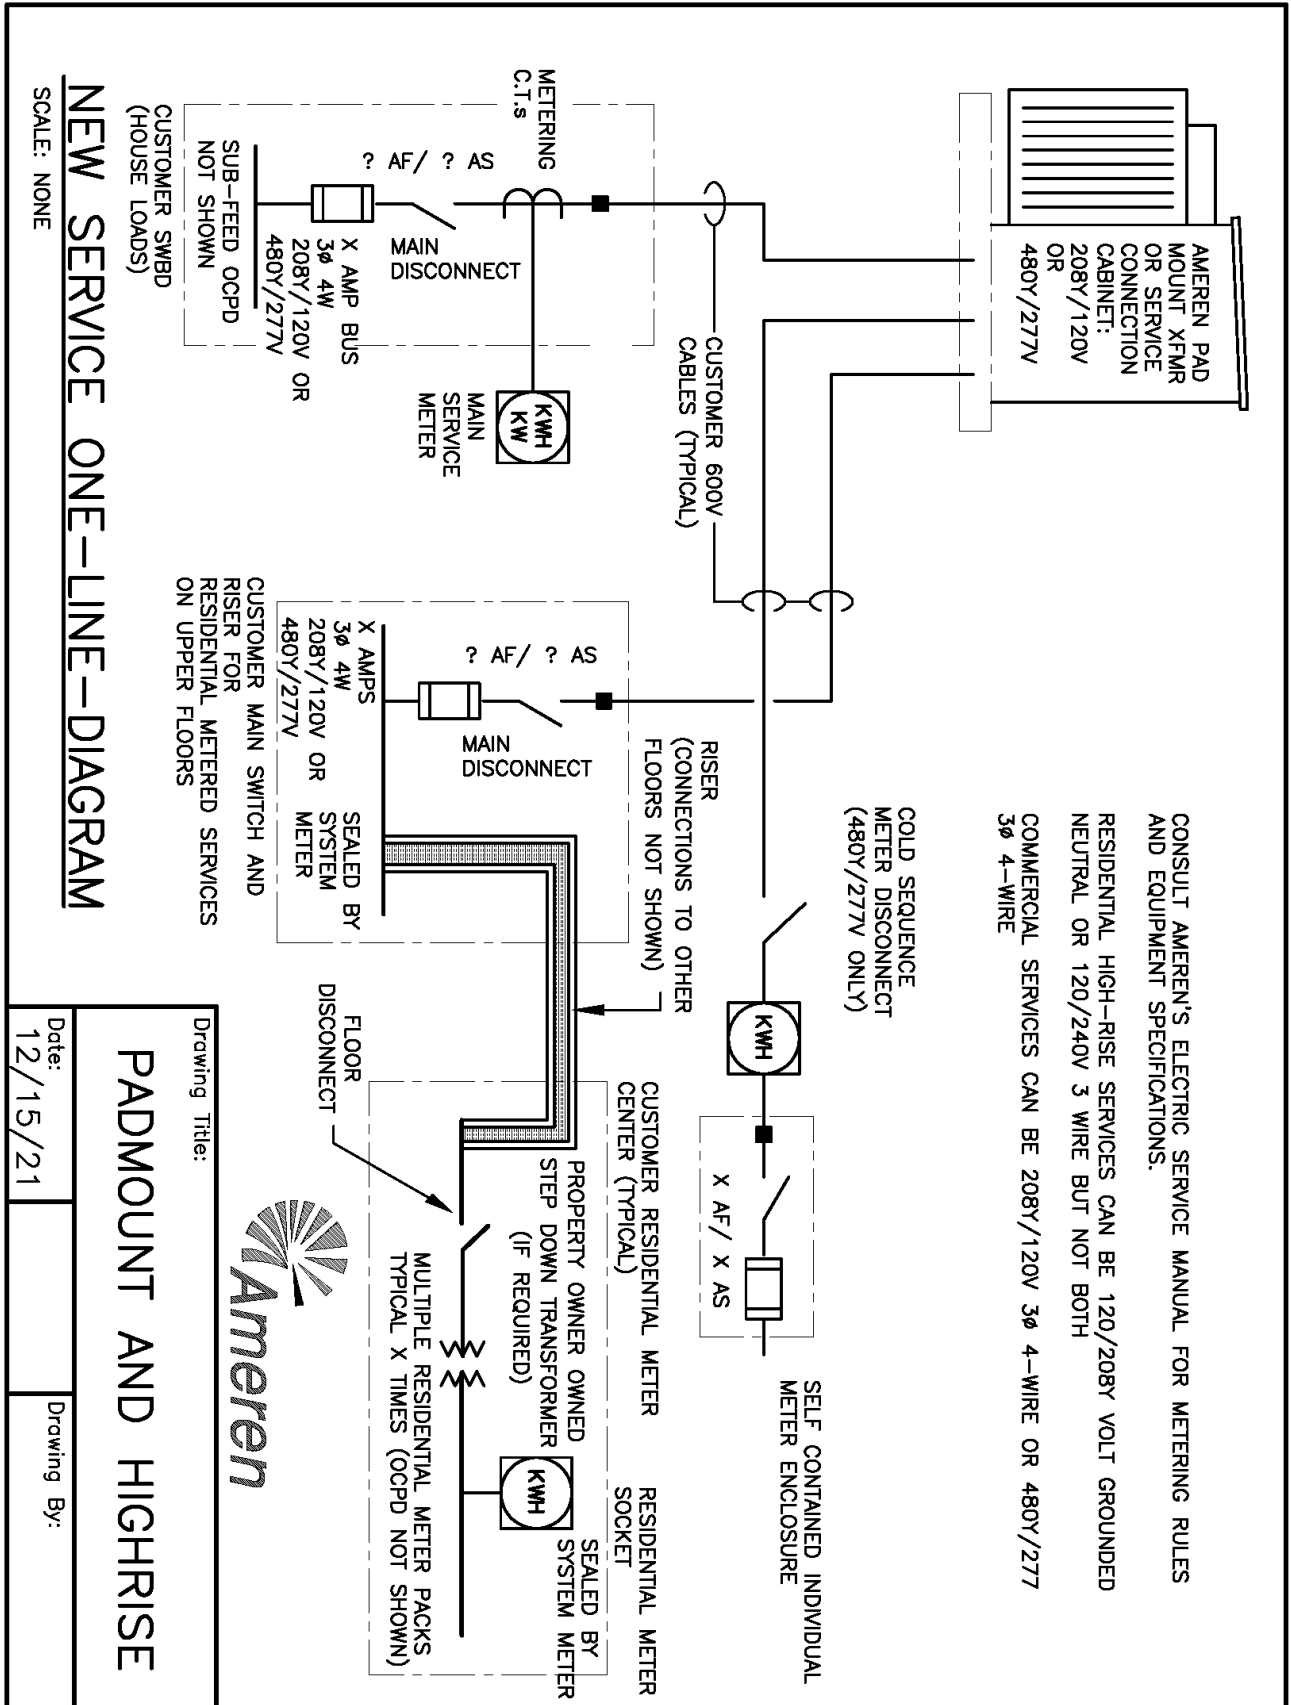 AMEREN PAD
MOUNT XFMR
OR SERVICE
CONNECTION
CABINET:
208Y/120V
OR
480Y/277V
CONSULT AMEREN'S ELECTRIC SERVICE MANUAL FOR METERING RULES
AND EQUIPMENT SPECIFICATIONS.
RESIDENTIAL HIGH-RISE SERVICES CAN BE 120/208Y VOLT GROUNDED
NEUTRAL OR 120/240V 3 WIRE BUT NOT BOTH
COMMERCIAL SERVICES CAN BE 208Y/120V 3Ø 4-WIRE OR 480Y/277
3Ø 4-WIRE
CUSTOMER 600V
CABLES (TYPICAL)
COLD SEQUENCE
METER DISCONNECT
(480Y/277V ONLY)
KWH
X AF/ X AS
SELF CONTAINED INDIVIDUAL
METER ENCLOSURE
METERING
C.T.s
KWH
KW
MAIN
SERVICE
METER
? AF/ ? AS
MAIN
DISCONNECT
X AMP BUS
3Ø 4W
208Y/120V OR
480Y/277V
SUB-FEED OCPD
NOT SHOWN
CUSTOMER SWBD
(HOUSE LOADS)
RISER
(CONNECTIONS TO OTHER
FLOORS NOT SHOWN)
? AF/ ? AS
MAIN
DISCONNECT
X AMPS
3Ø 4W
208Y/120V OR
480Y/277V
SEALED BY
SYSTEM
METER
CUSTOMER MAIN SWITCH AND
RISER FOR
RESIDENTIAL METERED SERVICES
ON UPPER FLOORS
FLOOR
DISCONNECT
CUSTOMER RESIDENTIAL METER
CENTER (TYPICAL)
RESIDENTIAL METER
SOCKET
PROPERTY OWNER OWNED
STEP DOWN TRANSFORMER
(IF REQUIRED)
KWH
SEALED BY
SYSTEM METER
MULTIPLE RESIDENTIAL METER PACKS
TYPICAL X TIMES (OCPD NOT SHOWN)
NEW SERVICE ONE-LINE-DIAGRAM
SCALE: NONE
Ameren
Drawing Title:
PADMOUNT AND HIGHRISE
Date:
12/15/21
Drawing By: